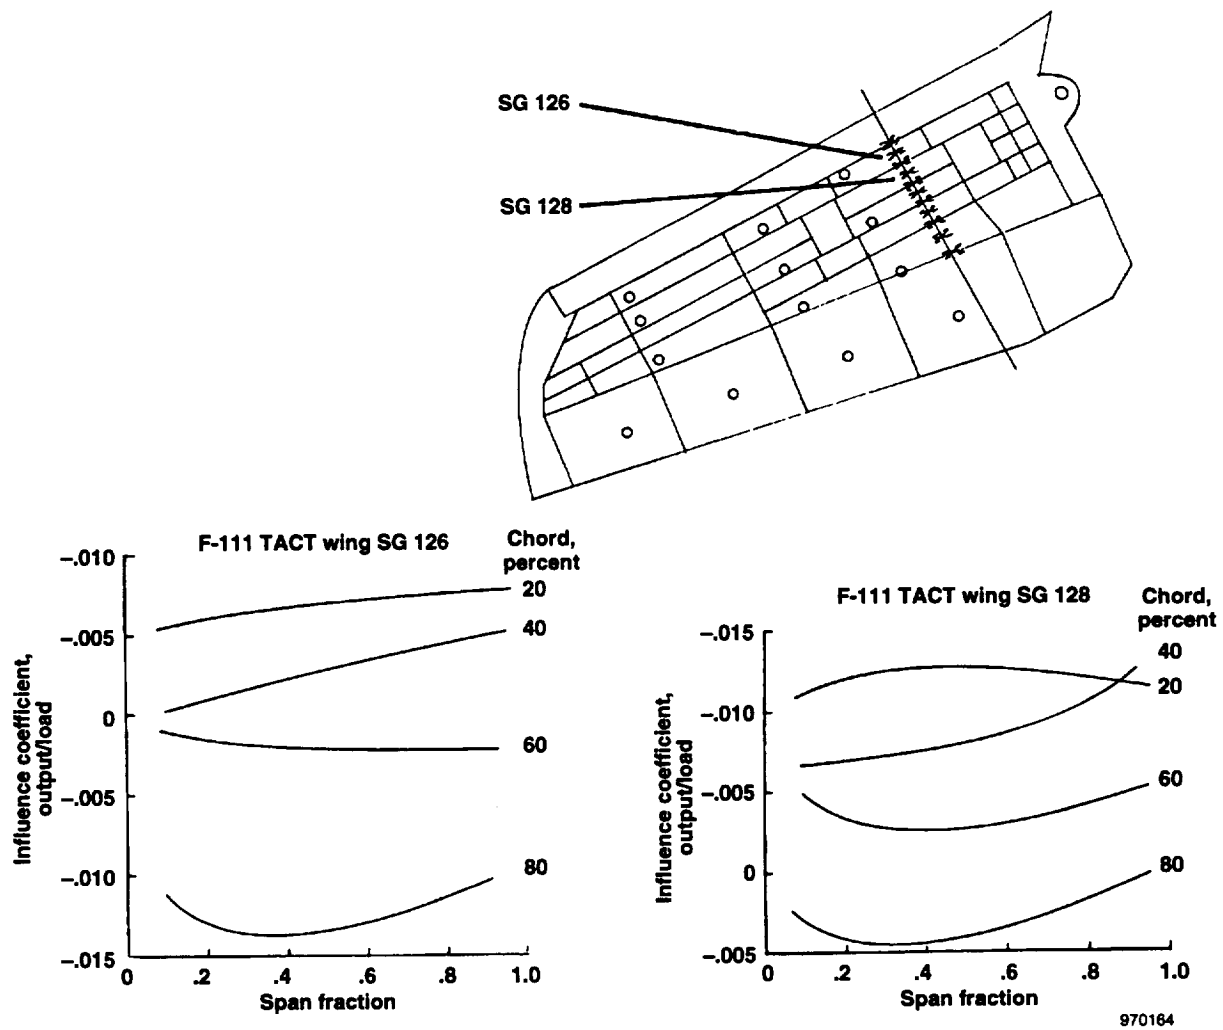 SG 126
SG 128
F-111 TACT wing SG 126
Chord,
percent
–.010
–.005
0
–.005
–.010
–.015
Influence coefficient,
output/load
20
40
60
80
0
.2
.4
.6
.8
1.0
Span fraction
F-111 TACT wing SG 128
Chord,
percent
–.015
–.010
–.005
0
–.005
Influence coefficient,
output/load
40
20
60
80
0
.2
.4
.6
.8
1.0
Span fraction
970164